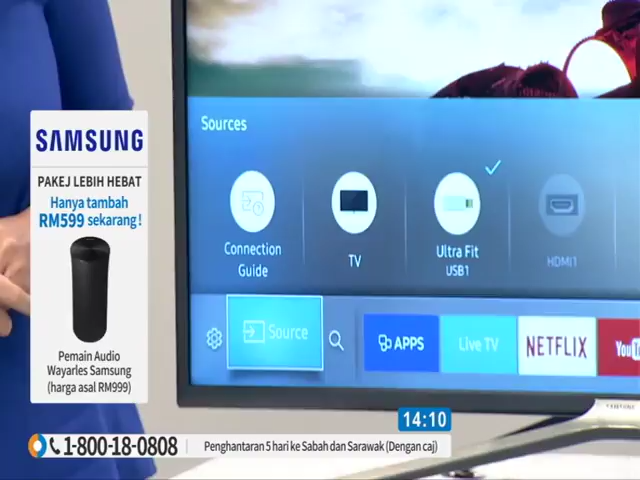 Sources
Connection
Guide
TV
Ultra Fit
USB1
HDMI1
Source
APPS
Live TV
NETFLIX
SAMSUNG
SAMSUNG
PAKEJ LEBIH HEBAT
Hanya tambah
RM599 sekarang!
Pemain Audio
Wayarles Samsung
(harga asal RM999)
14:10
1-800-18-0808
Penghantaran 5 hari ke Sabah dan Sarawak (Dengan caj)